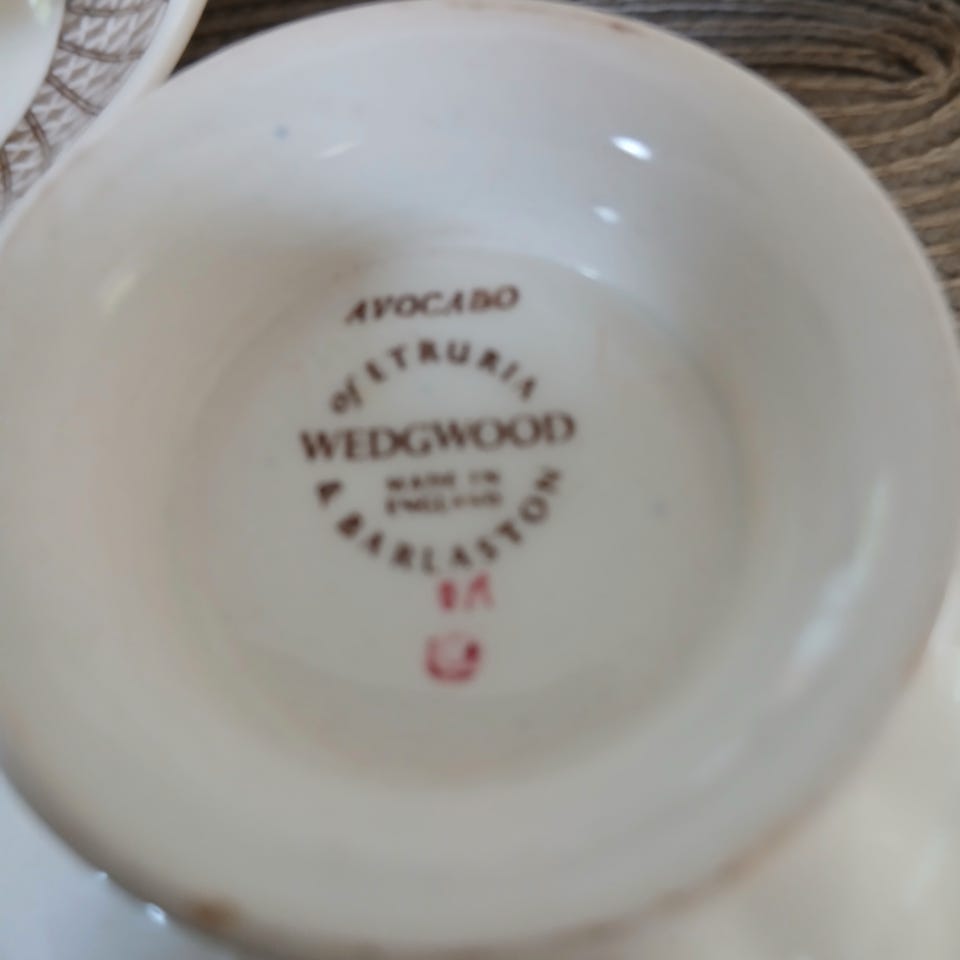 AVOCADO
of ETRURIA
WEDGWOOD
MADE IN
ENGLAND
& BARLASTON